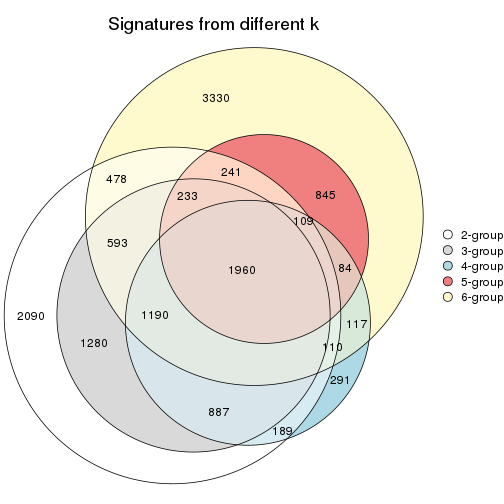 Signatures from different k
3330
478
241
233
845
109
593
1960
84
2090
1190
117
1280
110
291
887
189
2-group
3-group
4-group
5-group
6-group